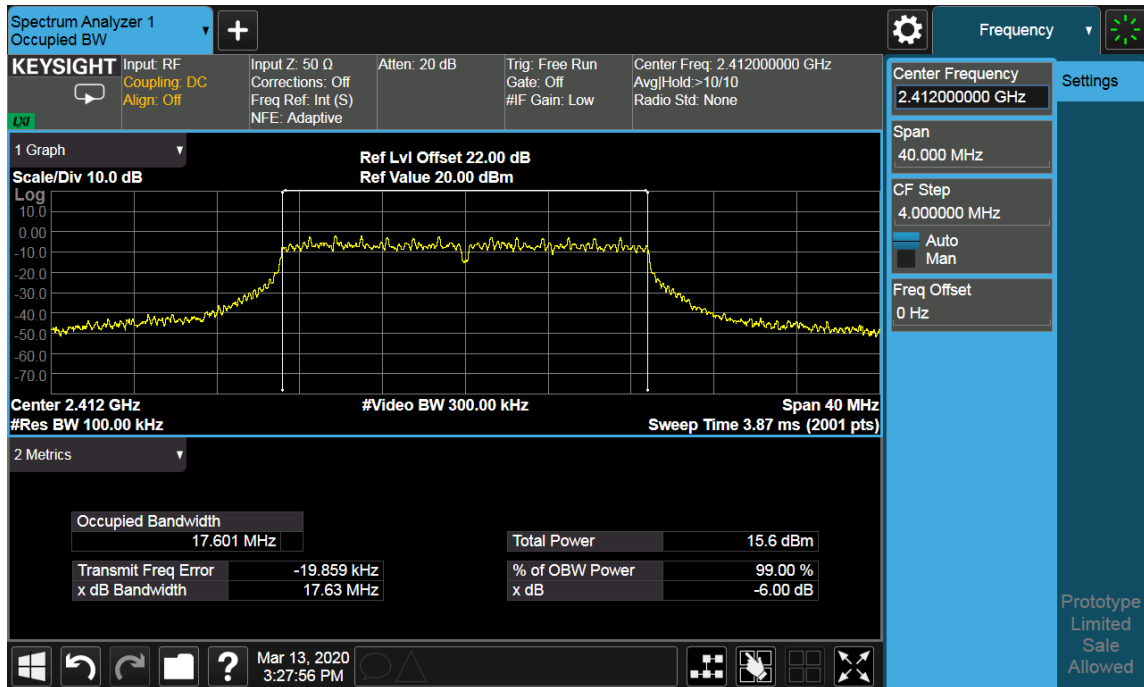 Spectrum Analyzer 1
Occupied BW
+
Frequency
KEYSIGHT
LXI
Input: RF
Coupling: DC
Align: Off
Input Z: 50 Ω
Corrections: Off
Freq Ref: Int (S)
NFE: Adaptive
Atten: 20 dB
Trig: Free Run
Gate: Off
#IF Gain: Low
Center Freq: 2.412000000 GHz
Avg|Hold:>10/10
Radio Std: None
Center Frequency
2.412000000 GHz
Settings
Span
40.000 MHz
CF Step
4.000000 MHz
Auto
Man
Freq Offset
0 Hz
1 Graph
Scale/Div 10.0 dB
Ref Lvl Offset 22.00 dB
Ref Value 20.00 dBm
Log
10.0
0.00
-10.0
-20.0
-30.0
-40.0
-50.0
-60.0
-70.0
Center 2.412 GHz
#Video BW 300.00 kHz
Span 40 MHz
#Res BW 100.00 kHz
Sweep Time 3.87 ms (2001 pts)
2 Metrics
Occupied Bandwidth
17.601 MHz
Total Power 15.6 dBm
Transmit Freq Error -19.859 kHz
% of OBW Power 99.00 %
x dB Bandwidth 17.63 MHz
x dB -6.00 dB
Prototype
Limited
Sale
Allowed
?
Mar 13, 2020
3:27:56 PM